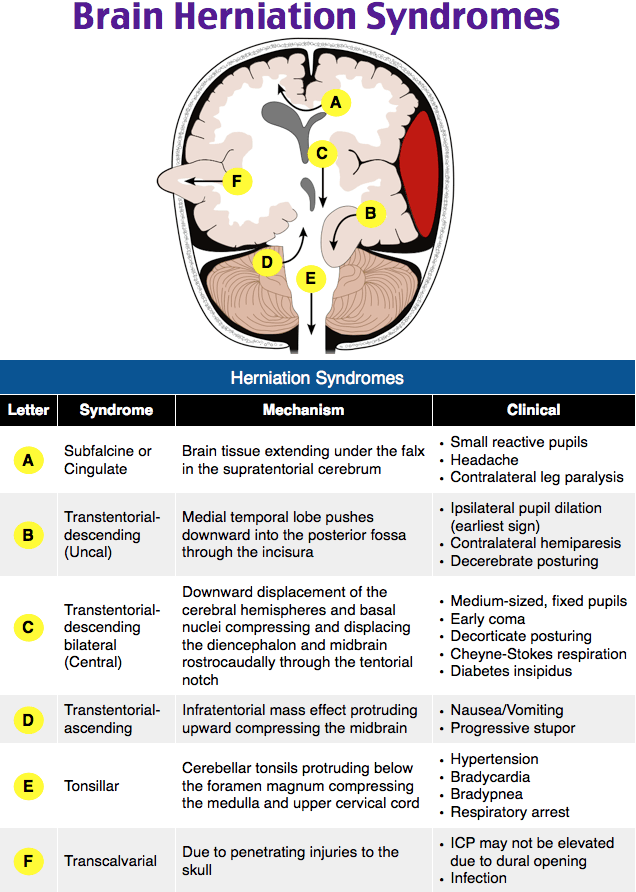 Brain Herniation Syndromes
A
C
F
B
D
E
Herniation Syndromes
Letter Syndrome Mechanism Clinical
A
Subfalcine or
Cingulate
Brain tissue extending under the falx
in the supratentorial cerebrum
• Small reactive pupils
• Headache
• Contralateral leg paralysis
B
Transtentorial-
descending
(Uncal)
Medial temporal lobe pushes
downward into the posterior fossa
through the incisura
• Ipsilateral pupil dilation
(earliest sign)
• Contralateral hemiparesis
• Decerebrate posturing
C
Transtentorial-
descending
bilateral
(Central)
Downward displacement of the
cerebral hemispheres and basal
nuclei compressing and displacing
the diencephalon and midbrain
rostrocaudally through the tentorial
notch
• Medium-sized, fixed pupils
• Early coma
• Decorticate posturing
• Cheyne-Stokes respiration
• Diabetes insipidus
D
Transtentorial-
ascending
Infratentorial mass effect protruding
upward compressing the midbrain
• Nausea/Vomiting
• Progressive stupor
E
Tonsillar
Cerebellar tonsils protruding below
the foramen magnum compressing
the medulla and upper cervical cord
• Hypertension
• Bradycardia
• Bradypnea
• Respiratory arrest
F
Transcalvarial
Due to penetrating injuries to the
skull
• ICP may not be elevated
due to dural opening
• Infection